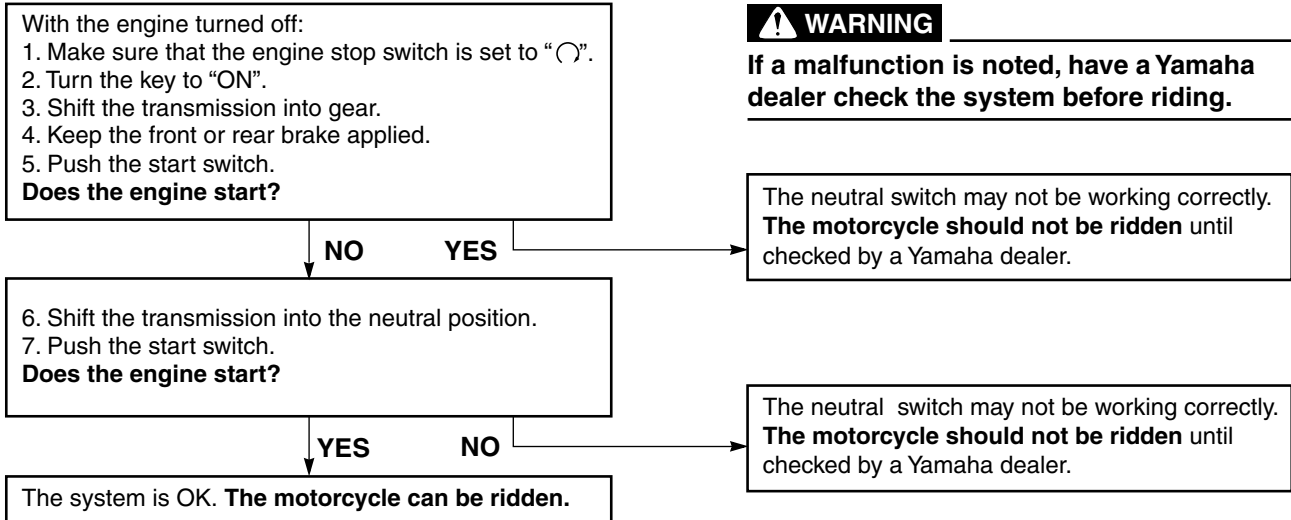 With the engine turned off:
1. Make sure that the engine stop switch is set to “○”.
2. Turn the key to “ON”.
3. Shift the transmission into gear.
4. Keep the front or rear brake applied.
5. Push the start switch.
Does the engine start?
WARNING
If a malfunction is noted, have a Yamaha
dealer check the system before riding.
NO YES
The neutral switch may not be working correctly.
The motorcycle should not be ridden until
checked by a Yamaha dealer.
6. Shift the transmission into the neutral position.
7. Push the start switch.
Does the engine start?
YES NO
The neutral switch may not be working correctly.
The motorcycle should not be ridden until
checked by a Yamaha dealer.
The system is OK. The motorcycle can be ridden.